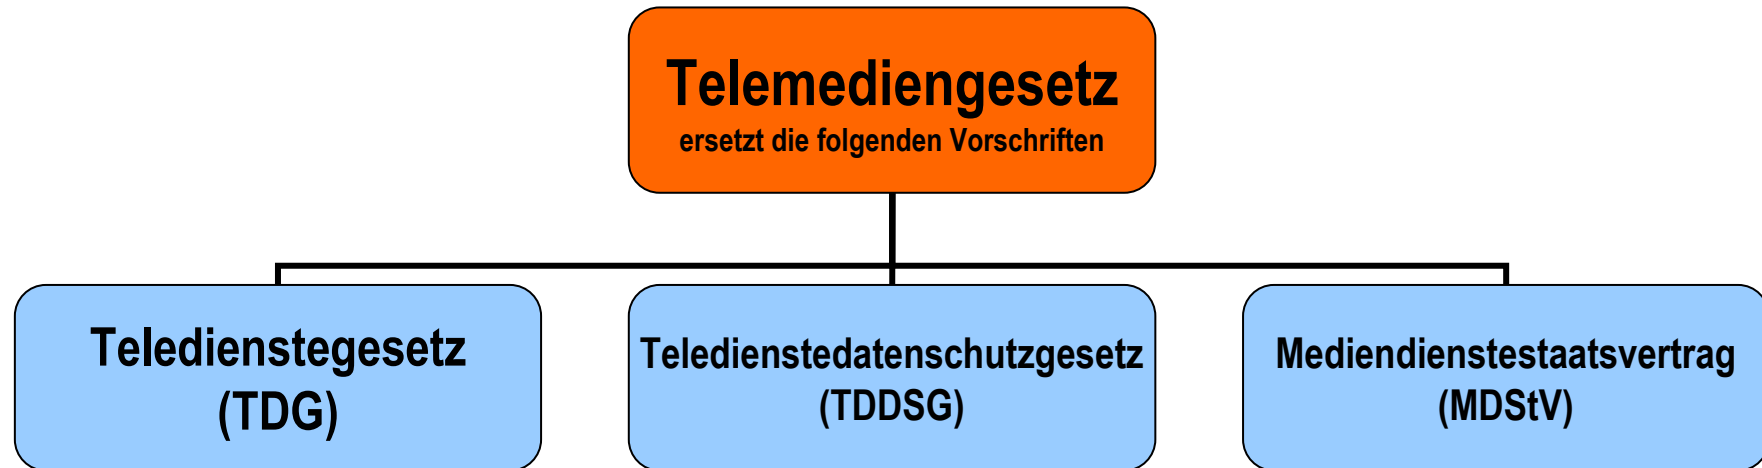 Telemediengesetz
ersetzt die folgenden Vorschriften
Teledienstegesetz
(TDG)
Teledienstedatenschutzgesetz
(TDDSG)
Mediendienstestaatsvertrag
(MDStV)